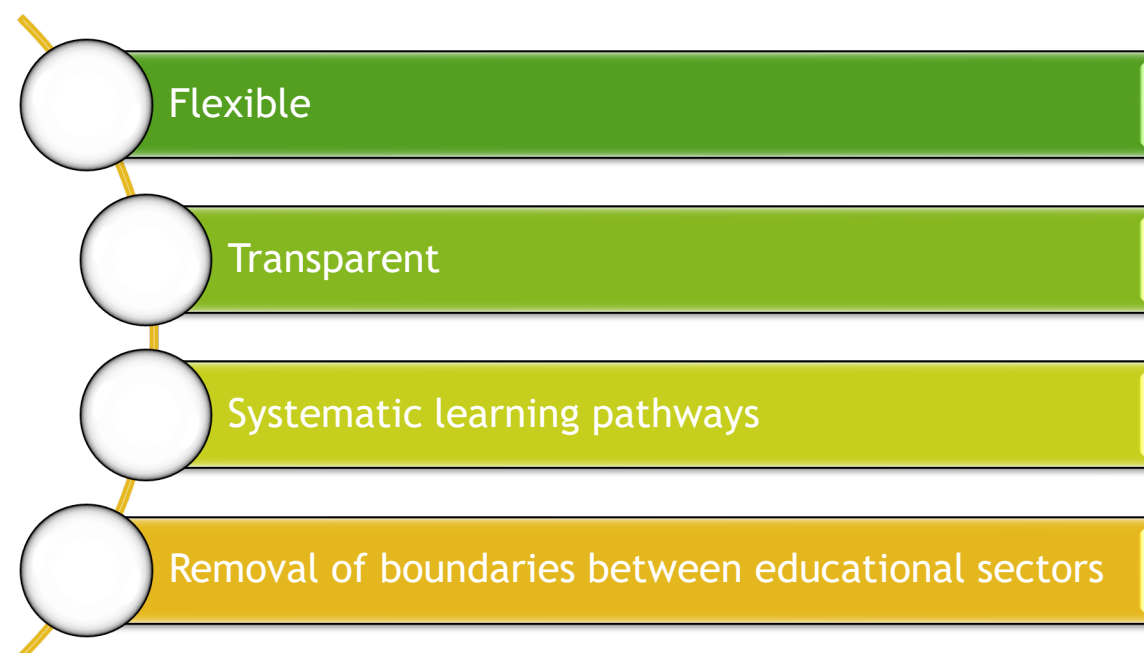 Flexible
Transparent
Systematic learning pathways
Removal of boundaries between educational sectors